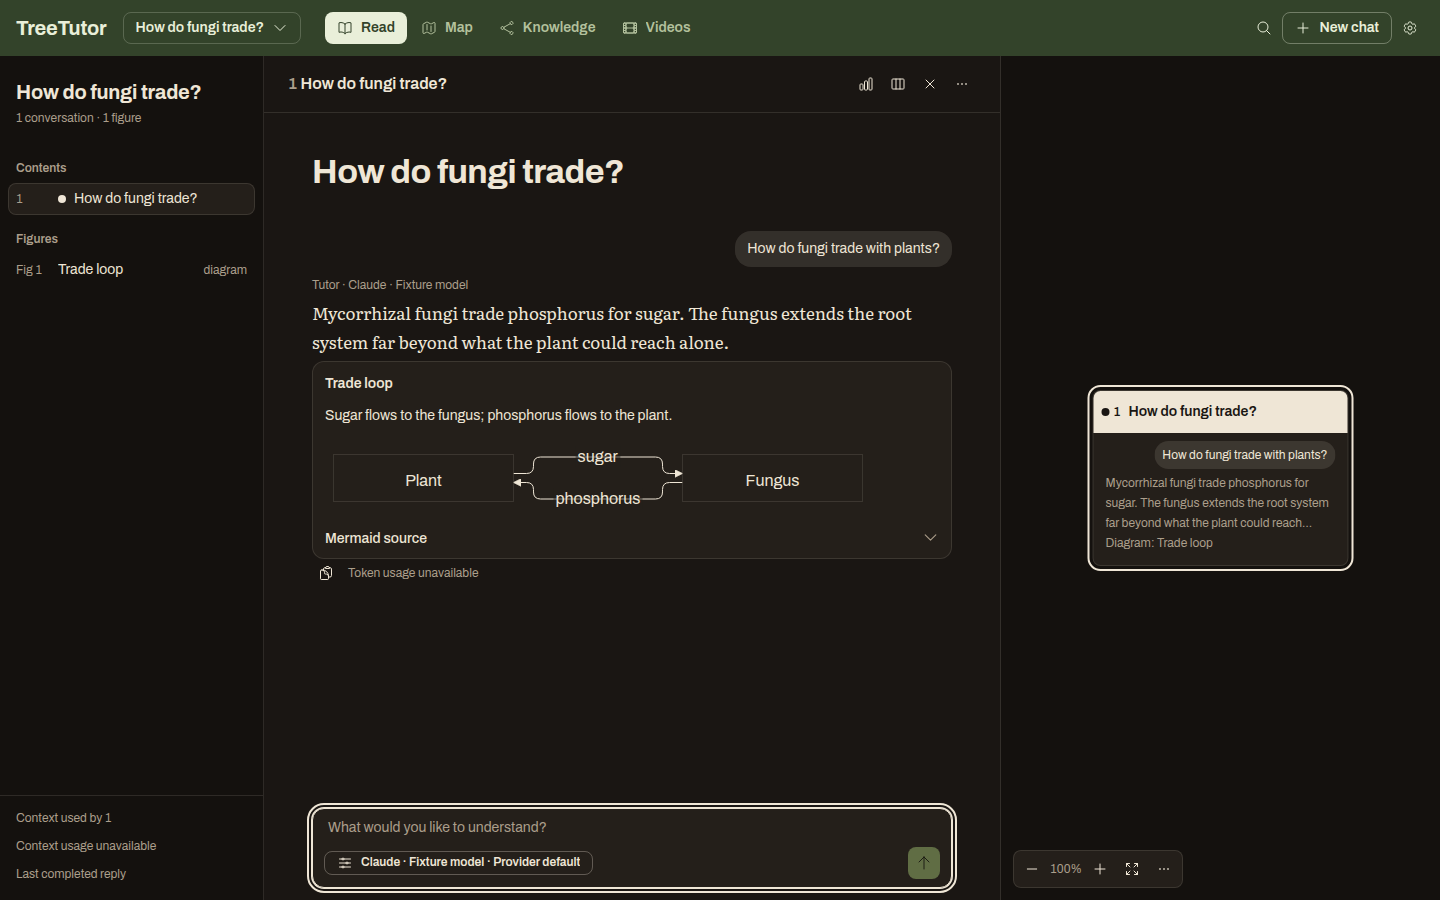 TreeTutor
How do fungi trade?
Read
Map
Knowledge
Videos
New chat
How do fungi trade?
1 conversation · 1 figure
Contents
1 How do fungi trade?
Figures
Fig 1 Trade loop diagram
Context used by 1
Context usage unavailable
Last completed reply
1 How do fungi trade?
How do fungi trade?
How do fungi trade with plants?
Tutor · Claude · Fixture model
Mycorrhizal fungi trade phosphorus for sugar. The fungus extends the root
system far beyond what the plant could reach alone.
Trade loop
Sugar flows to the fungus; phosphorus flows to the plant.
sugar
Plant
Fungus
phosphorus
Mermaid source
Token usage unavailable
What would you like to understand?
Claude · Fixture model · Provider default
1 How do fungi trade?
How do fungi trade with plants?
Mycorrhizal fungi trade phosphorus for
sugar. The fungus extends the root system
far beyond what the plant could reach...
Diagram: Trade loop
100%